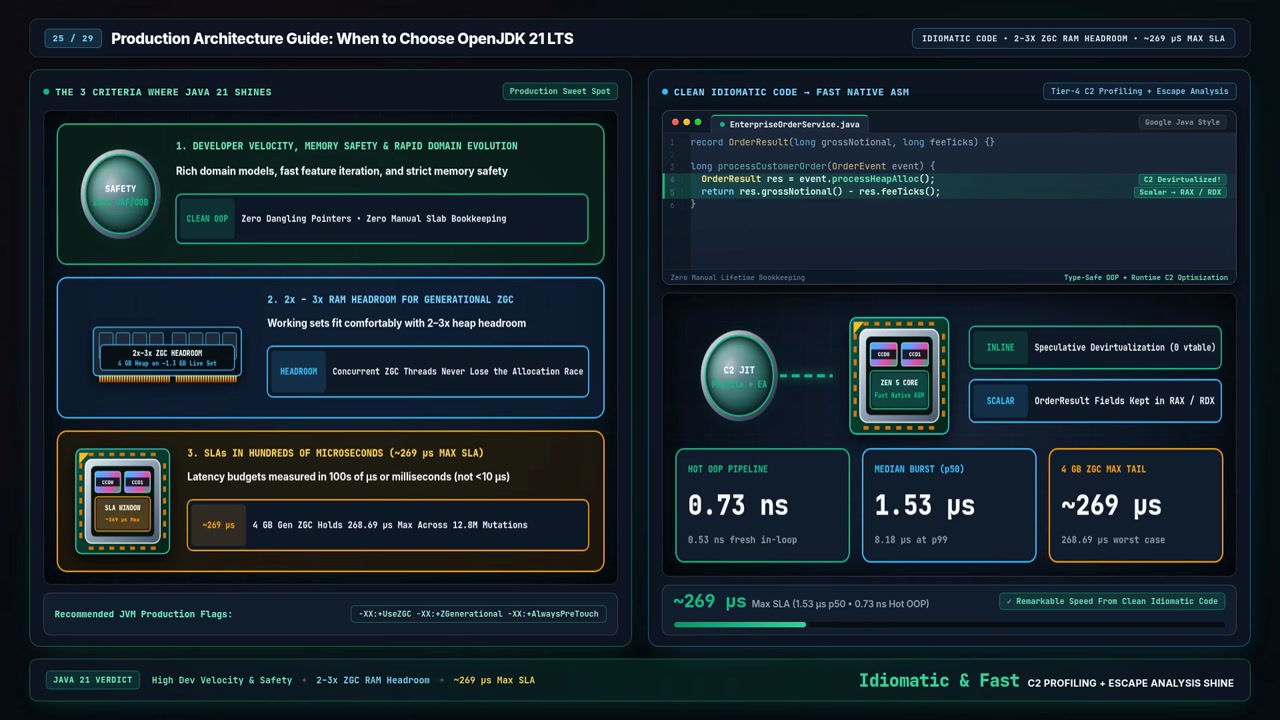 25 / 29
Production Architecture Guide: When to Choose OpenJDK 21 LTS
IDIOMATIC CODE • 2–3X ZGC RAM HEADROOM • ~269 µS MAX SLA
THE 3 CRITERIA WHERE JAVA 21 SHINES
Production Sweet Spot
1. DEVELOPER VELOCITY, MEMORY SAFETY & RAPID DOMAIN EVOLUTION
Rich domain models, fast feature iteration, and strict memory safety
SAFETY
UAF/OOB
CLEAN OOP
Zero Dangling Pointers • Zero Manual Slab Bookkeeping
2. 2x – 3x RAM HEADROOM FOR GENERATIONAL ZGC
Working sets fit comfortably with 2–3x heap headroom
2x–3x ZGC HEADROOM
4 GB Heap on ~1.3 GB Live Set
HEADROOM
Concurrent ZGC Threads Never Lose the Allocation Race
3. SLAs IN HUNDREDS OF MICROSECONDS (~269 µs MAX SLA)
Latency budgets measured in 100s of µs or milliseconds (not <10 µs)
CCD0
CCD1
SLA WINDOW
~269 µs Max
~269 µs
4 GB Gen ZGC Holds 268.69 µs Max Across 12.8M Mutations
Recommended JVM Production Flags:
-XX:+UseZGC -XX:+ZGenerational -XX:+AlwaysPreTouch
CLEAN IDIOMATIC CODE → FAST NATIVE ASM
Tier-4 C2 Profiling + Escape Analysis
EnterpriseOrderService.java
Google Java Style
1 record OrderResult(long grossNotional, long feeTicks) {}
2
3 long processCustomerOrder(OrderEvent event) {
4 OrderResult res = event.processHeapAlloc();
C2 Devirtualized!
5 return res.grossNotional() - res.feeTicks();
Scalar → RAX / RDX
6 }
Zero Manual Lifetime Bookkeeping
Type-Safe OOP + Runtime C2 Optimization
C2 JIT
+ EA
CCD0
CCD1
ZEN 5 CORE
Fast Native ASM
INLINE
Speculative Devirtualization (0 vtable)
SCALAR
OrderResult Fields Kept in RAX / RDX
HOT OOP PIPELINE
0.73 ns
0.53 ns fresh in-loop
MEDIAN BURST (p50)
1.53 µs
8.18 µs at p99
4 GB ZGC MAX TAIL
~269 µs
268.69 µs worst case
~269 µs Max SLA (1.53 µs p50 • 0.73 ns Hot OOP)
✓ Remarkable Speed From Clean Idiomatic Code
JAVA 21 VERDICT
High Dev Velocity & Safety
2–3x ZGC RAM Headroom
~269 µs Max SLA
Idiomatic & Fast
C2 PROFILING + ESCAPE ANALYSIS SHINE